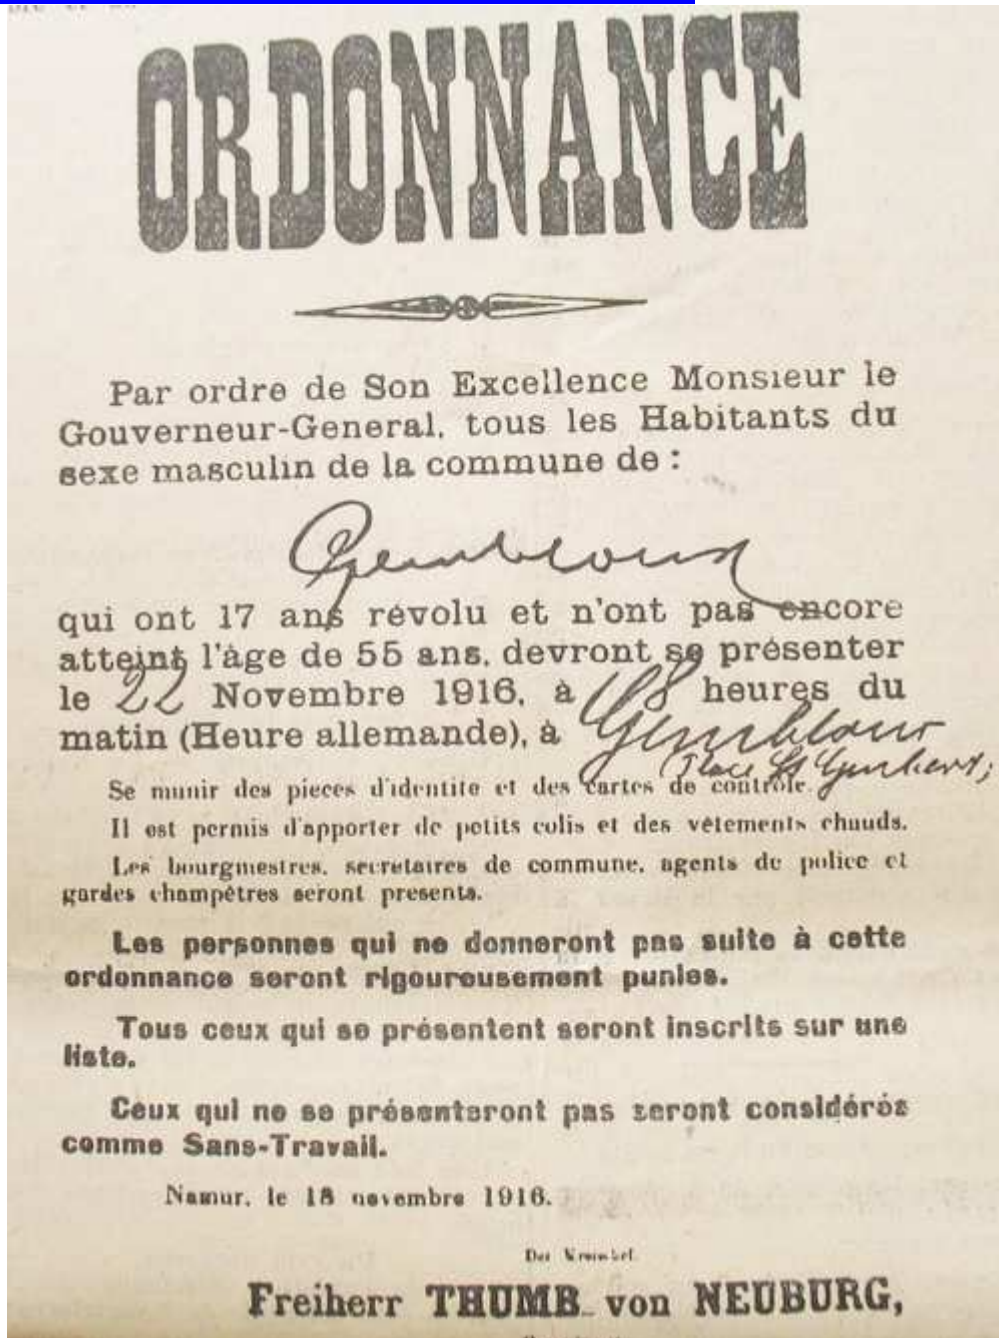 ORDONNANCE
Par ordre de Son Excellence Monsieur le
Gouverneur-General, tous les Habitants du
sexe masculin de la commune de :
Gembloux
qui ont 17 ans révolu et n'ont pas encore
atteint l'âge de 55 ans, devront se présenter
le 22 Novembre 1916, à 8 heures du
matin (Heure allemande), à Gembloux
(Place St Guibert)
Se munir des pieces d'identite et des cartes de contrôle.
Il est permis d'apporter de petits colis et des vêtements chauds.
Les bourgmestres, secretaires de commune, agents de police et
gardes champêtres seront presents.
Les personnes qui ne donneront pas suite à cette
ordonnance seront rigoureusement punies.
Tous ceux qui se présentent seront inscrits sur une
liste.
Ceux qui ne se présenteront pas seront considérés
comme Sans-Travail.
Namur, le 18 novembre 1916.
Der Kreischef.
Freiherr THUMB von NEUBURG,